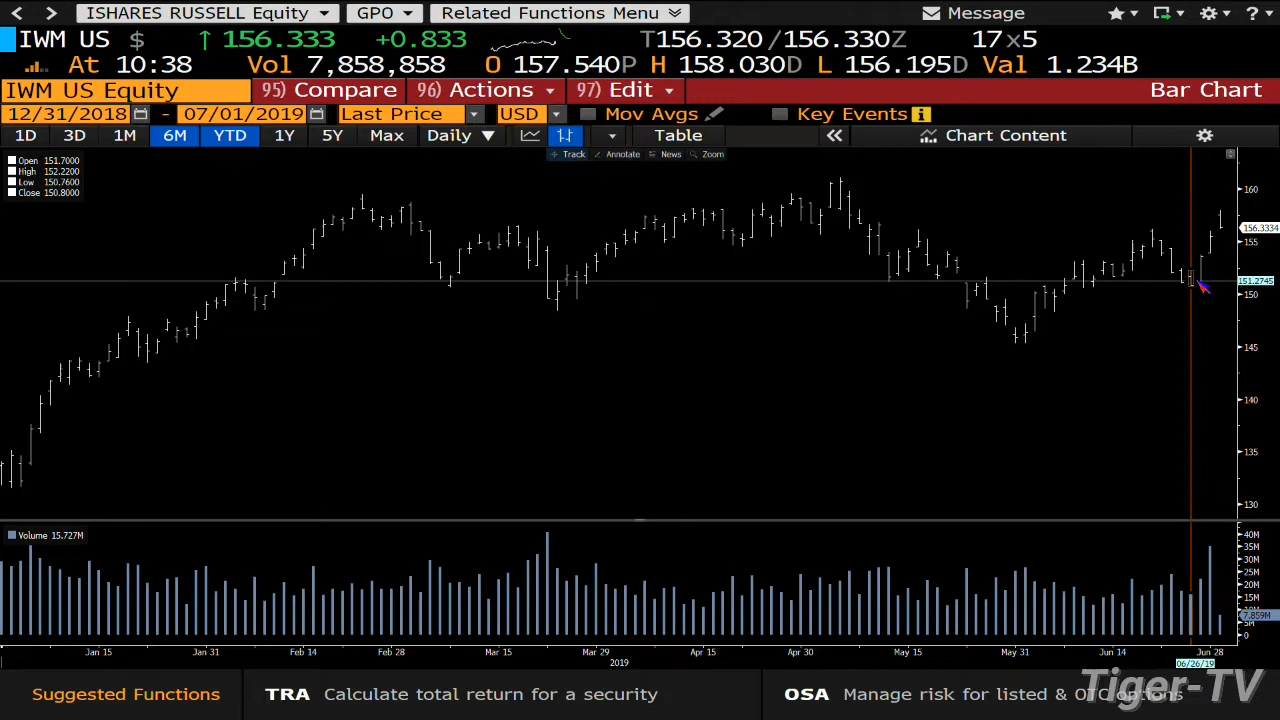 ISHARES RUSSELL Equity GPO Related Functions Menu Message
IWM US $ ↑ 156.333 +0.833 T156.320/156.330Z 17x5
At 10:38 Vol 7,858,858 O 157.540P H 158.030D L 156.195D Val 1.234B
IWM US Equity 95) Compare 96) Actions 97) Edit Bar Chart
12/31/2018 - 07/01/2019 Last Price USD Mov Avgs Key Events
1D 3D 1M 6M YTD 1Y 5Y Max Daily ▼ Table « Chart Content
Track Annotate News Zoom
Open 151.7000
High 152.2200
Low 150.7600
Close 150.8000
160
156.3334
155
151.2745
150
145
140
135
130
Volume 15.727M
40M
35M
30M
25M
20M
15M
10M
7.859M
5M
0
Jan 15 Jan 31 Feb 14 Feb 28 Mar 15 Mar 29 Apr 15 Apr 30 May 15 May 31 Jun 14 Jun 28
2019 06/26/19
Suggested Functions TRA Calculate total return for a security OSA Manage risk for listed & OTC options
Tiger-TV